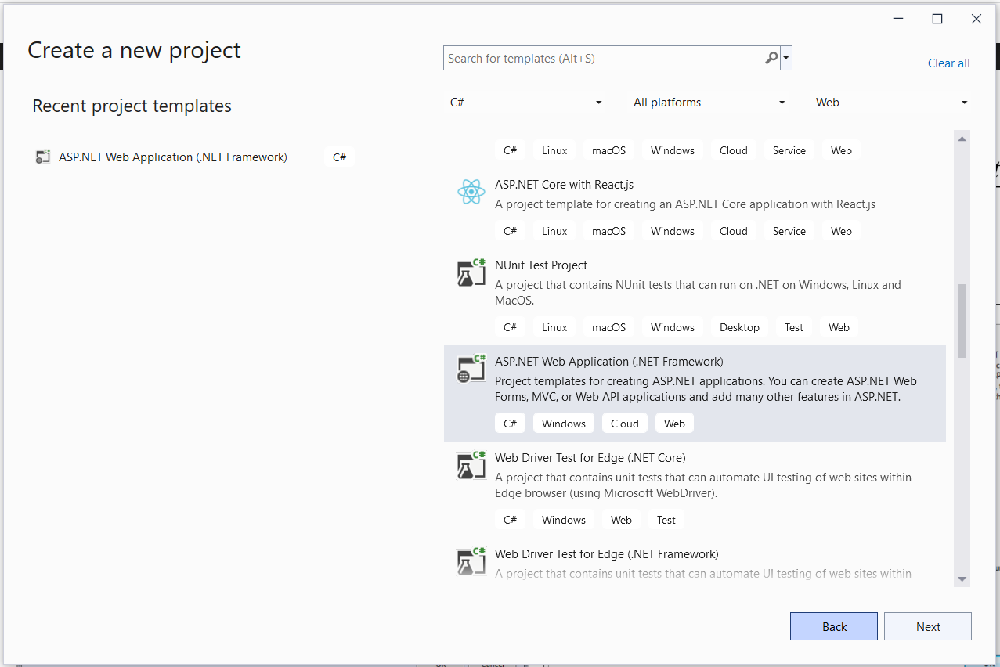 Create a new project
Search for templates (Alt+S)
Clear all
Recent project templates
C#
All platforms
Web
ASP.NET Web Application (.NET Framework)
C#
C# Linux macOS Windows Cloud Service Web
ASP.NET Core with React.js
A project template for creating an ASP.NET Core application with React.js
C# Linux macOS Windows Cloud Service Web
C#
NUnit Test Project
A project that contains NUnit tests that can run on .NET on Windows, Linux and
MacOS.
C# Linux macOS Windows Desktop Test Web
C#
ASP.NET Web Application (.NET Framework)
Project templates for creating ASP.NET applications. You can create ASP.NET Web
Forms, MVC, or Web API applications and add many other features in ASP.NET.
C# Windows Cloud Web
C#
Web Driver Test for Edge (.NET Core)
A project that contains unit tests that can automate UI testing of web sites within
Edge browser (using Microsoft WebDriver).
C# Windows Web Test
C#
Web Driver Test for Edge (.NET Framework)
A project that contains unit tests that can automate UI testing of web sites within
Back
Next